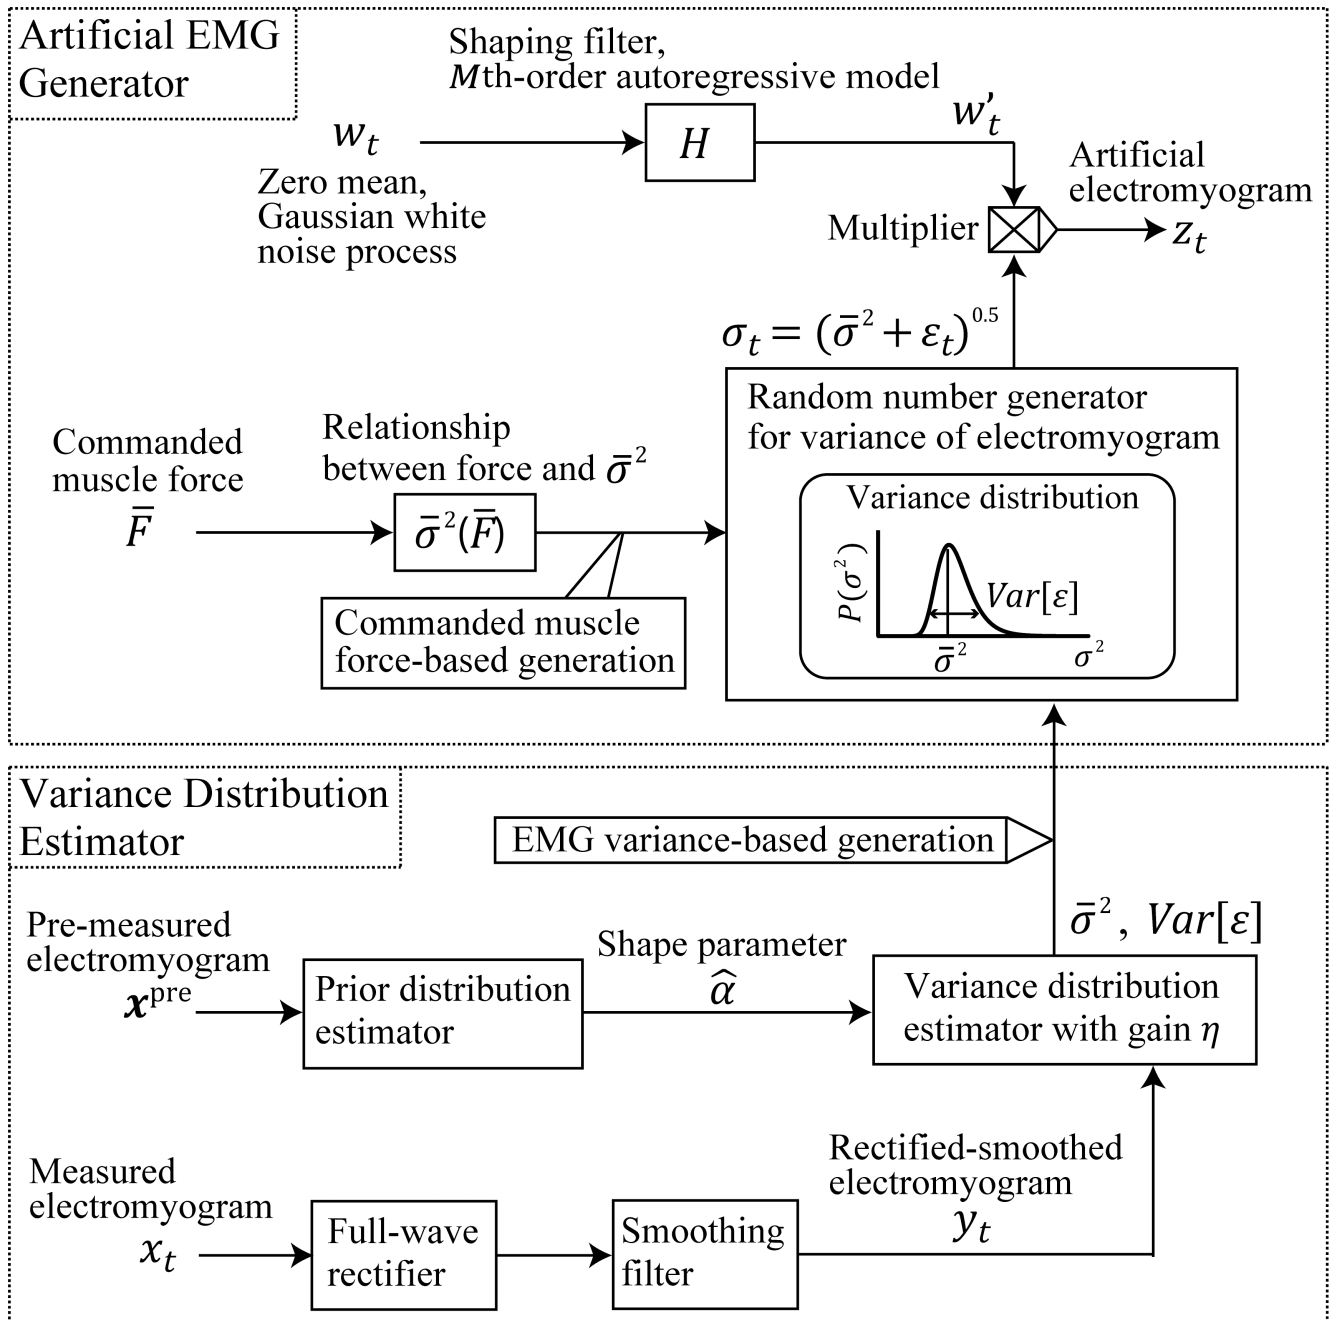 Artificial EMG
Generator
Shaping filter,
Mth-order autoregressive model
w_t
H
w'_t
Zero mean,
Gaussian white
noise process
Artificial
electromyogram
Multiplier
z_t
σ_t = (σ̄² + ε_t)^0.5
Random number generator
for variance of electromyogram
Commanded
muscle force
F̄
Relationship
between force and σ̄²
σ̄²(F̄)
Commanded muscle
force-based generation
Variance distribution
P(σ²)
Var[ε]
σ̄²
σ²
Variance Distribution
Estimator
EMG variance-based generation
σ̄², Var[ε]
Pre-measured
electromyogram
x^pre
Prior distribution
estimator
Shape parameter
α̂
Variance distribution
estimator with gain η
Measured
electromyogram
x_t
Full-wave
rectifier
Smoothing
filter
Rectified-smoothed
electromyogram
y_t